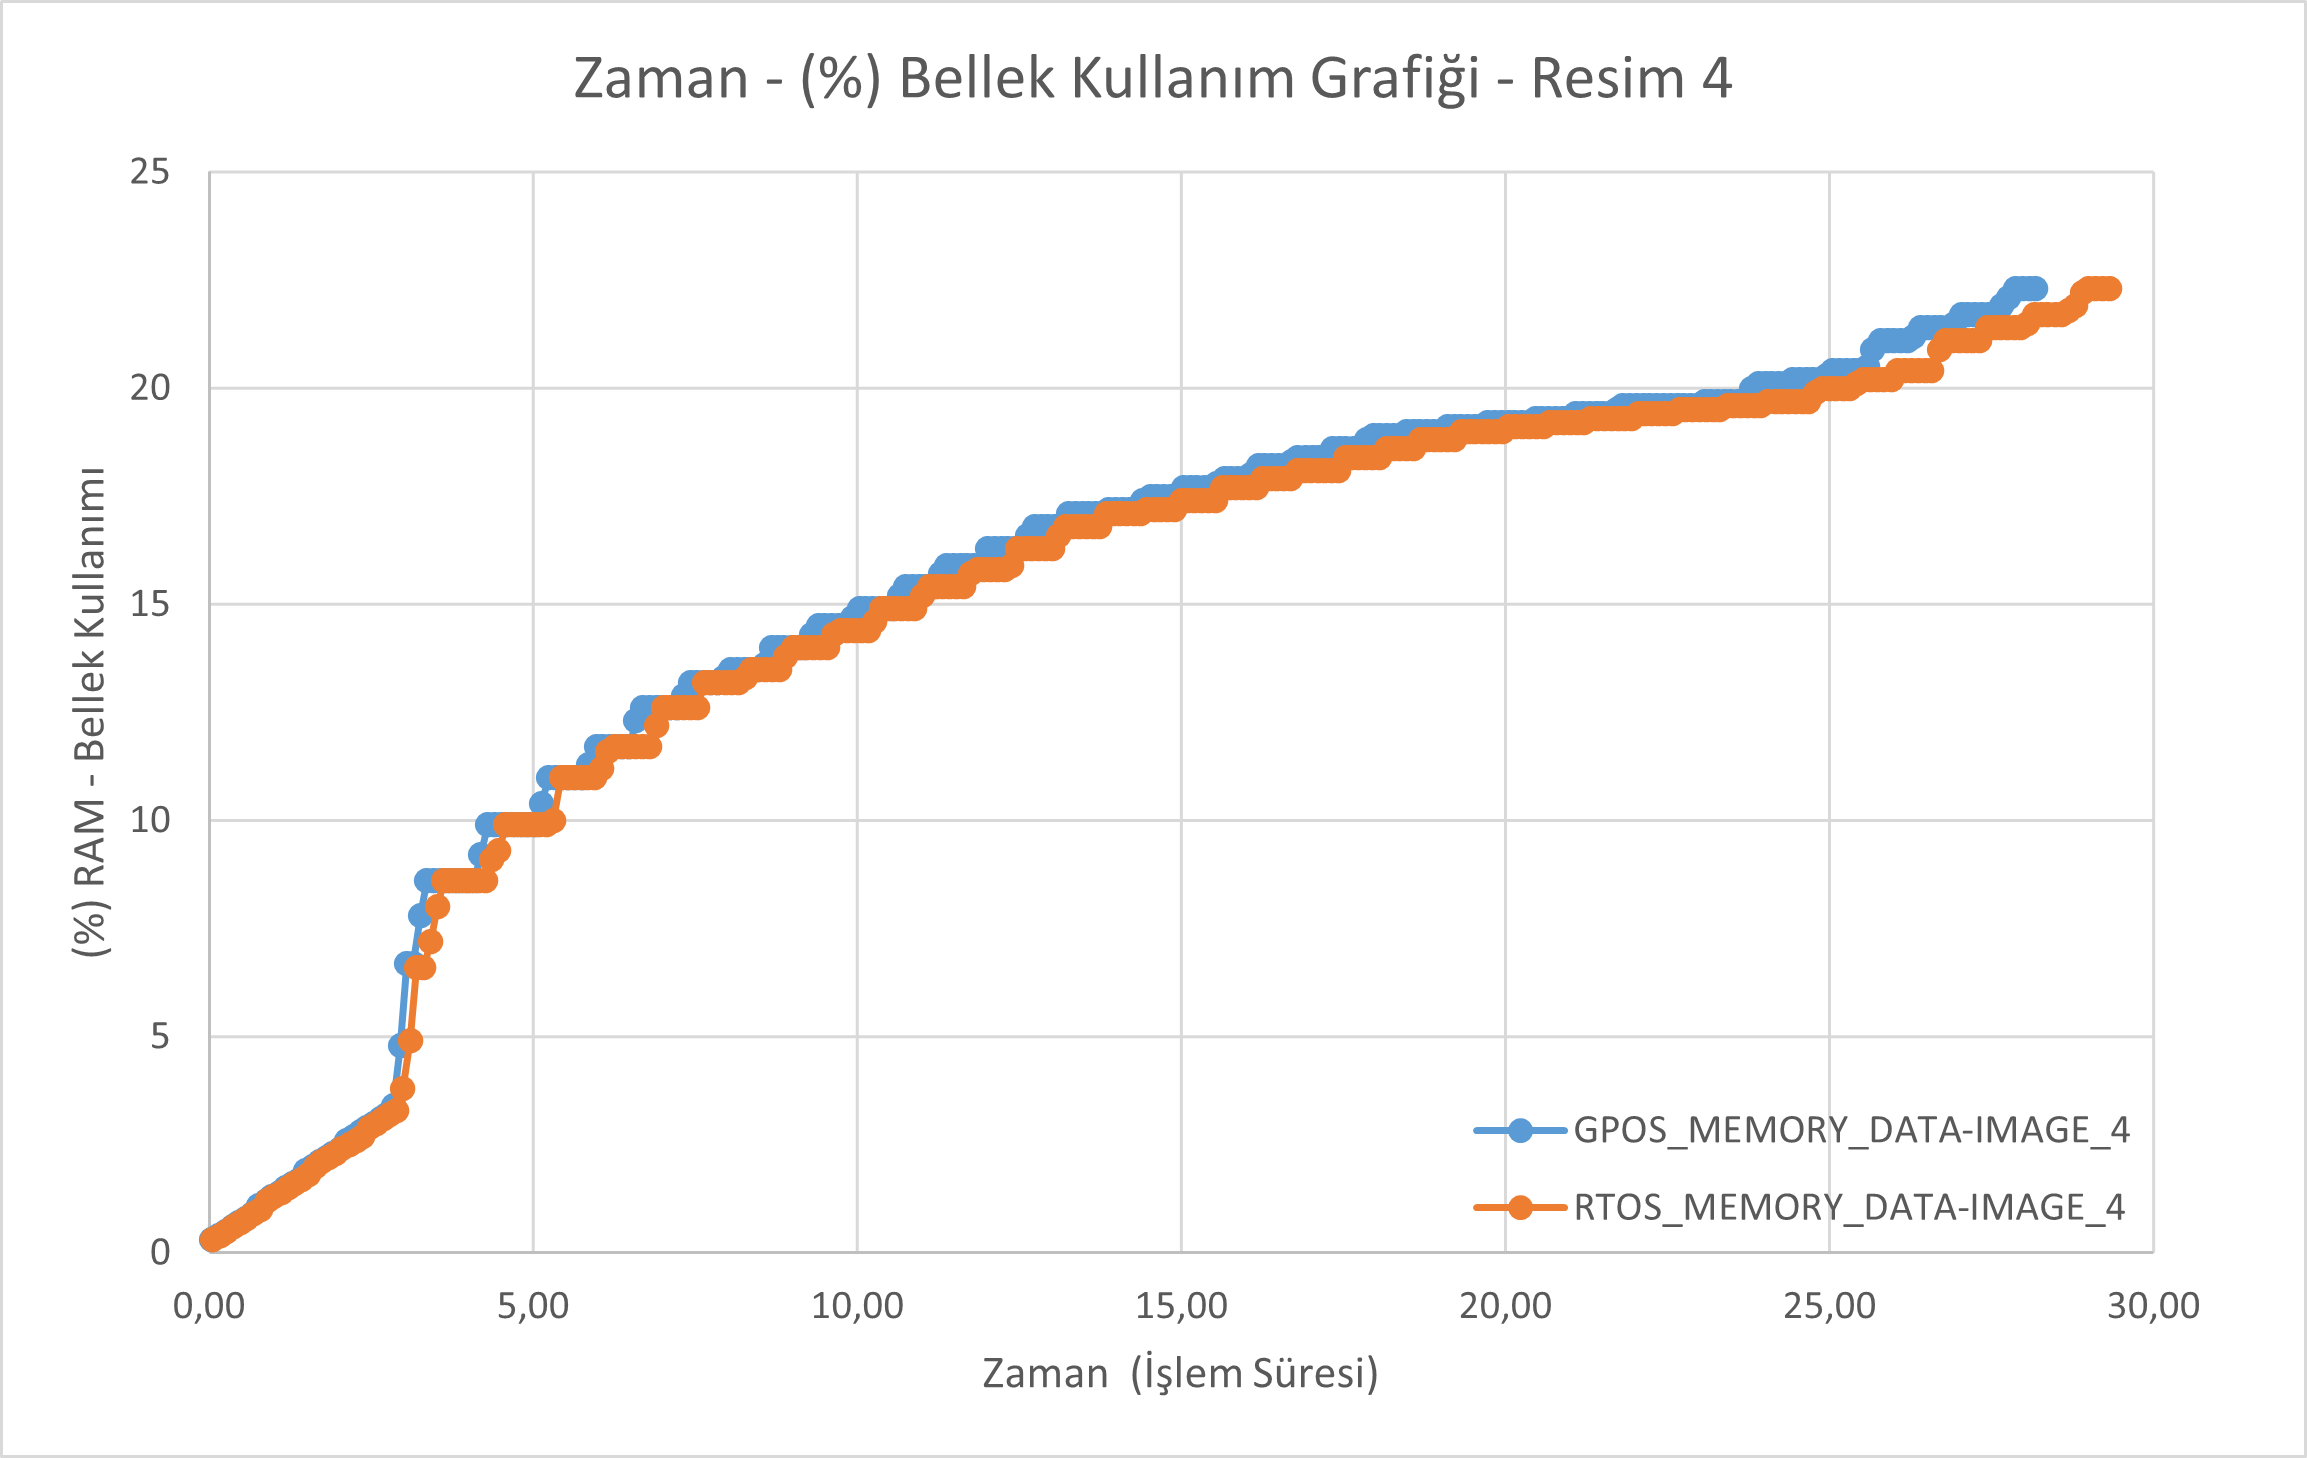 Zaman - (%) Bellek Kullanım Grafiği - Resim 4
(%) RAM - Bellek Kullanımı
25
20
15
10
5
0
0,00 5,00 10,00 15,00 20,00 25,00 30,00
Zaman (İşlem Süresi)
GPOS_MEMORY_DATA-IMAGE_4
RTOS_MEMORY_DATA-IMAGE_4